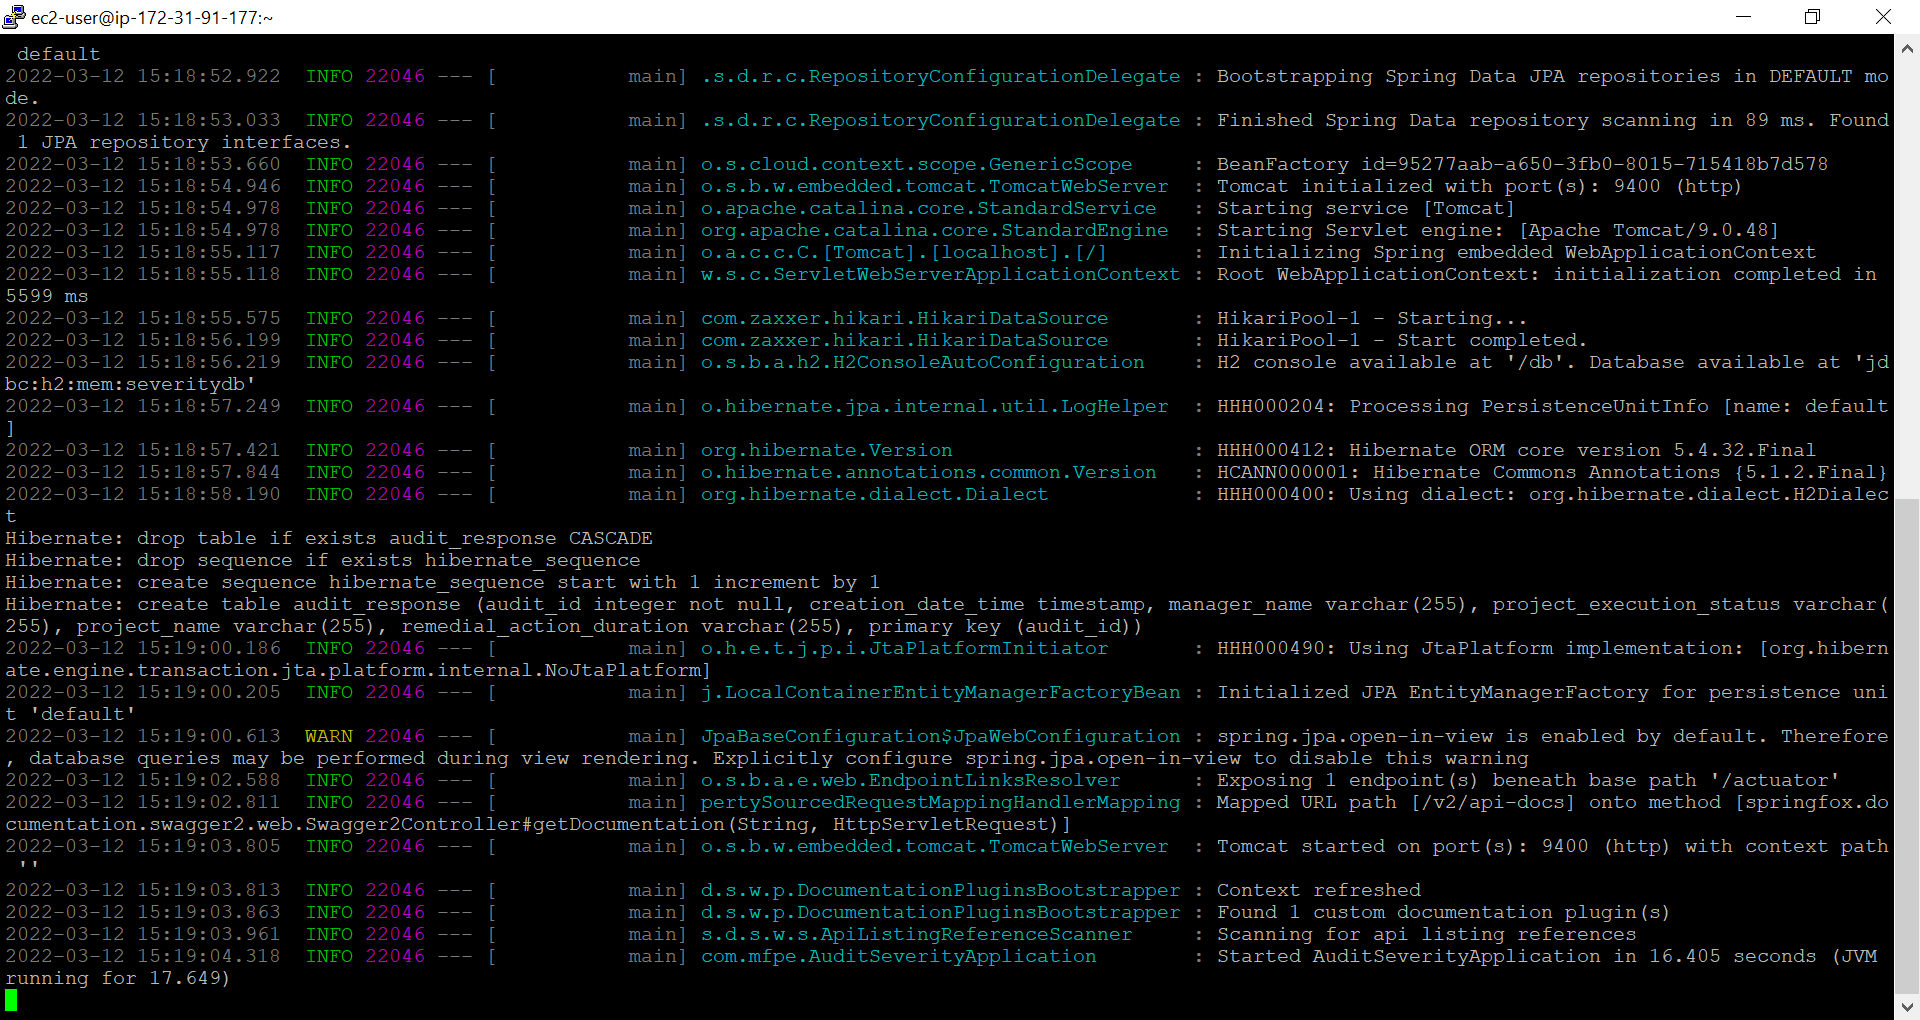 ec2-user@ip-172-31-91-177:~
default
2022-03-12 15:18:52.922  INFO 22046 --- [           main] .s.d.r.c.RepositoryConfigurationDelegate : Bootstrapping Spring Data JPA repositories in DEFAULT mo
de.
2022-03-12 15:18:53.033  INFO 22046 --- [           main] .s.d.r.c.RepositoryConfigurationDelegate : Finished Spring Data repository scanning in 89 ms. Found
 1 JPA repository interfaces.
2022-03-12 15:18:53.660  INFO 22046 --- [           main] o.s.cloud.context.scope.GenericScope     : BeanFactory id=95277aab-a650-3fb0-8015-715418b7d578
2022-03-12 15:18:54.946  INFO 22046 --- [           main] o.s.b.w.embedded.tomcat.TomcatWebServer  : Tomcat initialized with port(s): 9400 (http)
2022-03-12 15:18:54.978  INFO 22046 --- [           main] o.apache.catalina.core.StandardService   : Starting service [Tomcat]
2022-03-12 15:18:54.978  INFO 22046 --- [           main] org.apache.catalina.core.StandardEngine  : Starting Servlet engine: [Apache Tomcat/9.0.48]
2022-03-12 15:18:55.117  INFO 22046 --- [           main] o.a.c.c.C.[Tomcat].[localhost].[/]       : Initializing Spring embedded WebApplicationContext
2022-03-12 15:18:55.118  INFO 22046 --- [           main] w.s.c.ServletWebServerApplicationContext : Root WebApplicationContext: initialization completed in
5599 ms
2022-03-12 15:18:55.575  INFO 22046 --- [           main] com.zaxxer.hikari.HikariDataSource       : HikariPool-1 - Starting...
2022-03-12 15:18:56.199  INFO 22046 --- [           main] com.zaxxer.hikari.HikariDataSource       : HikariPool-1 - Start completed.
2022-03-12 15:18:56.219  INFO 22046 --- [           main] o.s.b.a.h2.H2ConsoleAutoConfiguration    : H2 console available at '/db'. Database available at 'jd
bc:h2:mem:severitydb'
2022-03-12 15:18:57.249  INFO 22046 --- [           main] o.hibernate.jpa.internal.util.LogHelper  : HHH000204: Processing PersistenceUnitInfo [name: default
]
2022-03-12 15:18:57.421  INFO 22046 --- [           main] org.hibernate.Version                    : HHH000412: Hibernate ORM core version 5.4.32.Final
2022-03-12 15:18:57.844  INFO 22046 --- [           main] o.hibernate.annotations.common.Version   : HCANN000001: Hibernate Commons Annotations {5.1.2.Final}
2022-03-12 15:18:58.190  INFO 22046 --- [           main] org.hibernate.dialect.Dialect            : HHH000400: Using dialect: org.hibernate.dialect.H2Dialec
t
Hibernate: drop table if exists audit_response CASCADE
Hibernate: drop sequence if exists hibernate_sequence
Hibernate: create sequence hibernate_sequence start with 1 increment by 1
Hibernate: create table audit_response (audit_id integer not null, creation_date_time timestamp, manager_name varchar(255), project_execution_status varchar(
255), project_name varchar(255), remedial_action_duration varchar(255), primary key (audit_id))
2022-03-12 15:19:00.186  INFO 22046 --- [           main] o.h.e.t.j.p.i.JtaPlatformInitiator       : HHH000490: Using JtaPlatform implementation: [org.hibern
ate.engine.transaction.jta.platform.internal.NoJtaPlatform]
2022-03-12 15:19:00.205  INFO 22046 --- [           main] j.LocalContainerEntityManagerFactoryBean : Initialized JPA EntityManagerFactory for persistence uni
t 'default'
2022-03-12 15:19:00.613  WARN 22046 --- [           main] JpaBaseConfiguration$JpaWebConfiguration : spring.jpa.open-in-view is enabled by default. Therefore
, database queries may be performed during view rendering. Explicitly configure spring.jpa.open-in-view to disable this warning
2022-03-12 15:19:02.588  INFO 22046 --- [           main] o.s.b.a.e.web.EndpointLinksResolver      : Exposing 1 endpoint(s) beneath base path '/actuator'
2022-03-12 15:19:02.811  INFO 22046 --- [           main] pertySourcedRequestMappingHandlerMapping : Mapped URL path [/v2/api-docs] onto method [springfox.do
cumentation.swagger2.web.Swagger2Controller#getDocumentation(String, HttpServletRequest)]
2022-03-12 15:19:03.805  INFO 22046 --- [           main] o.s.b.w.embedded.tomcat.TomcatWebServer  : Tomcat started on port(s): 9400 (http) with context path
 ''
2022-03-12 15:19:03.813  INFO 22046 --- [           main] d.s.w.p.DocumentationPluginsBootstrapper : Context refreshed
2022-03-12 15:19:03.863  INFO 22046 --- [           main] d.s.w.p.DocumentationPluginsBootstrapper : Found 1 custom documentation plugin(s)
2022-03-12 15:19:03.961  INFO 22046 --- [           main] s.d.s.w.s.ApiListingReferenceScanner     : Scanning for api listing references
2022-03-12 15:19:04.318  INFO 22046 --- [           main] com.mfpe.AuditSeverityApplication        : Started AuditSeverityApplication in 16.405 seconds (JVM
running for 17.649)